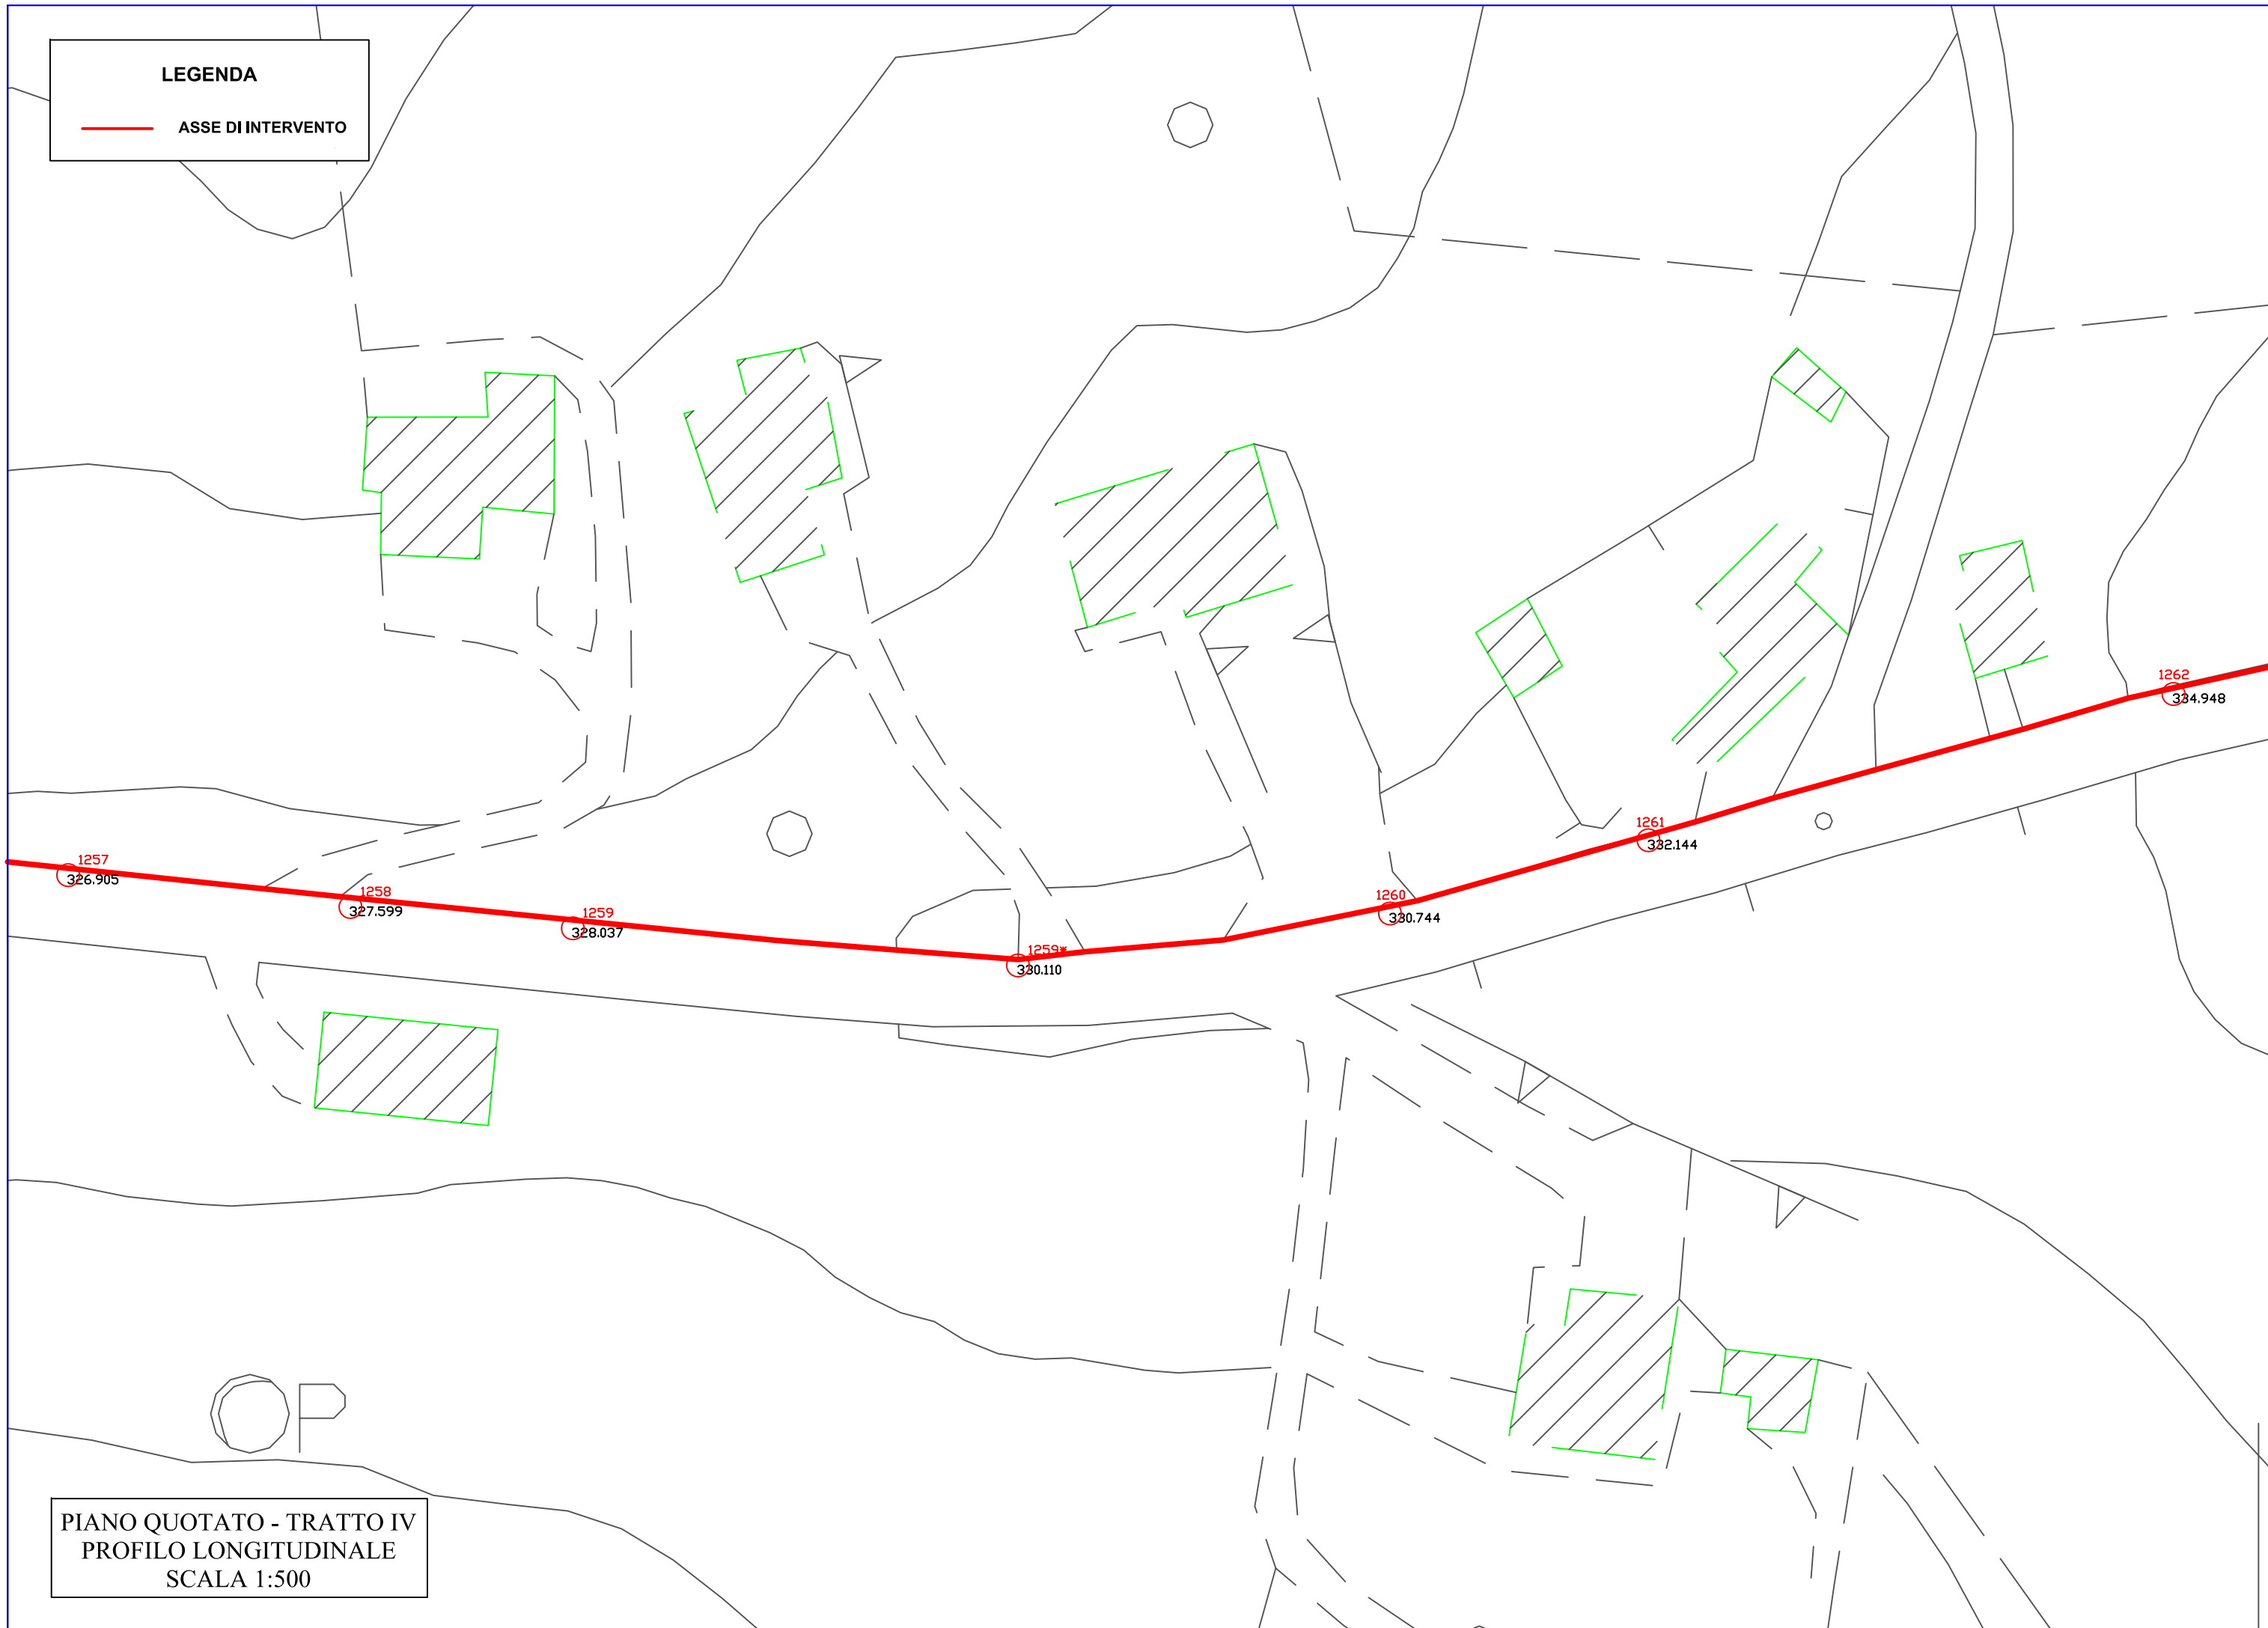 LEGENDA
ASSE DI INTERVENTO
1262
334.948
1261
332.144
1257
326.905
1258
327.599
1260
330.744
1259
328.037
1259*
330.110
PIANO QUOTATO - TRATTO IV
PROFILO LONGITUDINALE
SCALA 1:500